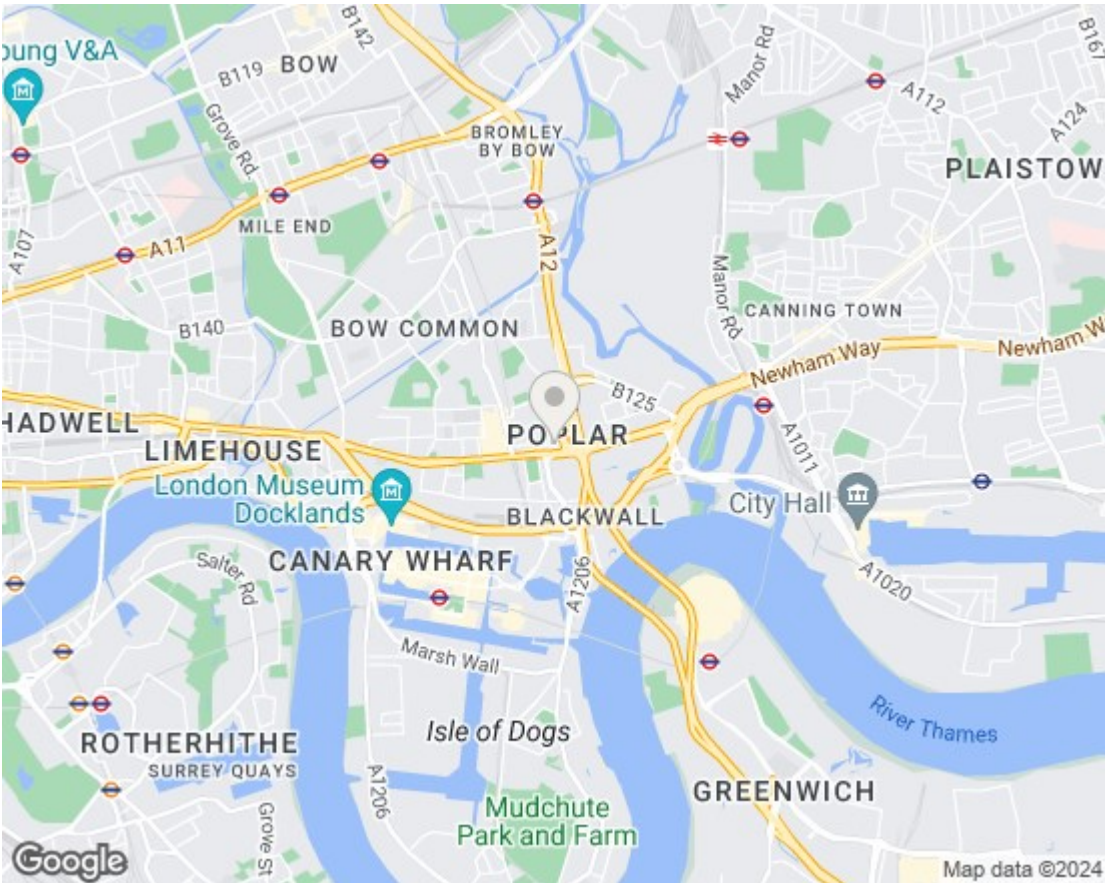 B142
B167
oung V&A
B119
BOW
Manor Rd
A112
A124
Grove Rd
BROMLEY
BY BOW
PLAISTOW
MILE END
A107
A11
A12
Manor Rd
CANNING TOWN
B140
BOW COMMON
Newham Way
Newham W
B125
HADWELL
POPLAR
LIMEHOUSE
A1011
London Museum
Docklands
City Hall
BLACKWALL
CANARY WHARF
Salter Rd
A1206
A1020
Marsh Wall
River Thames
Isle of Dogs
ROTHERHITHE
SURREY QUAYS
A1206
GREENWICH
Grove St
Mudchute
Park and Farm
Google
Map data ©2024